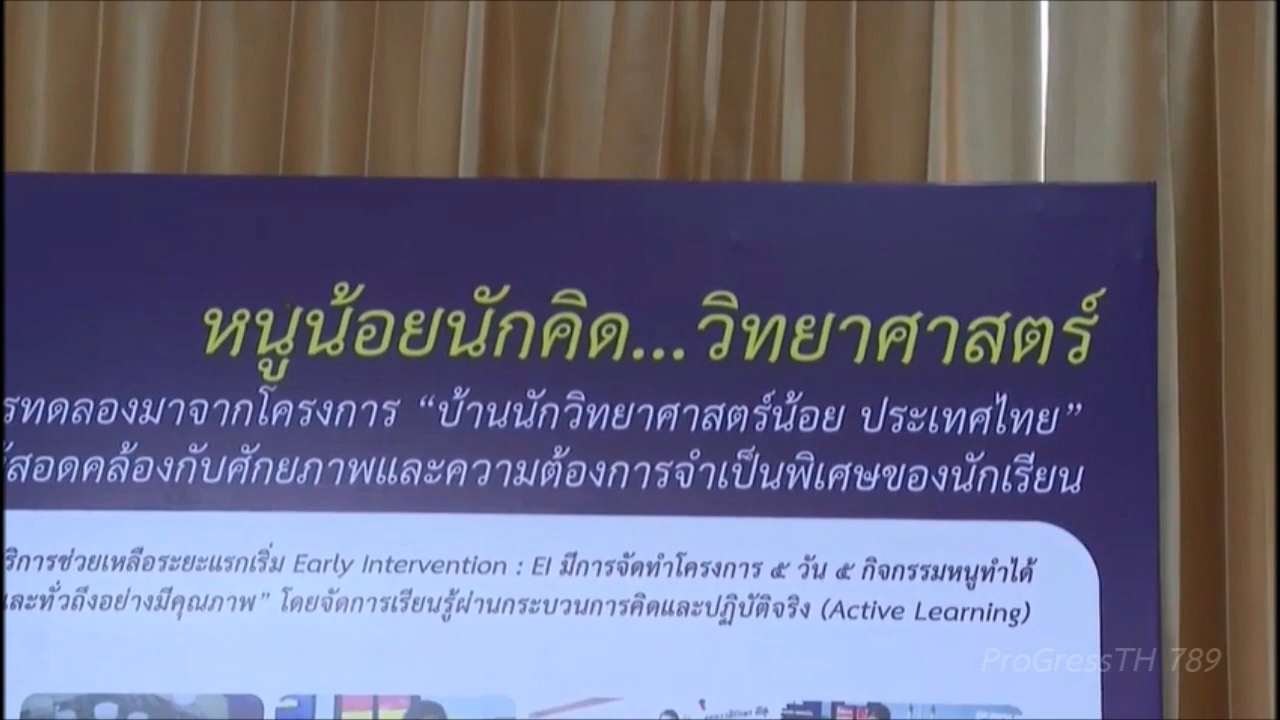 หนูน้อยนักคิด...วิทยาศาสตร์
รทดลองมาจากโครงการ “บ้านนักวิทยาศาสตร์น้อย ประเทศไทย”
สอดคล้องกับศักยภาพและความต้องการจำเป็นพิเศษของนักเรียน
ริการช่วยเหลือระยะแรกเริ่ม Early Intervention : EI มีการจัดทำโครงการ ๕ วัน ๕ กิจกรรมหนูทำได้
และทั่วถึงอย่างมีคุณภาพ” โดยจัดการเรียนรู้ผ่านกระบวนการคิดและปฏิบัติจริง (Active Learning)
ProGressTH 789